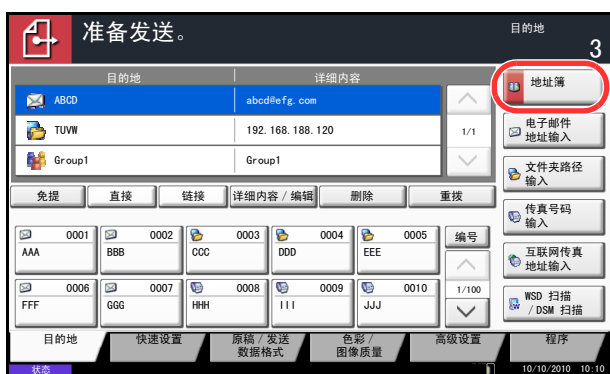 准备发送。
目的地
3
目的地 详细内容
ABCD abcd@efg.com
TUVW 192.168.188.120
1/1
Group1 Group1
免提 直接 链接 详细内容 / 编辑 删除 重拨
0001 0002 0003 0004 0005 编号
AAA BBB CCC DDD EEE
0006 0007 0008 0009 0010 1/100
FFF GGG HHH III JJJ
地址簿
电子邮件
地址输入
文件夹路径
输入
传真号码
输入
互联网传真
地址输入
WSD 扫描
/ DSM 扫描
目的地 快速设置 原稿 / 发送
数据格式 色彩 /
图像质量 高级设置 程序
状态 10/10/2010 10:10